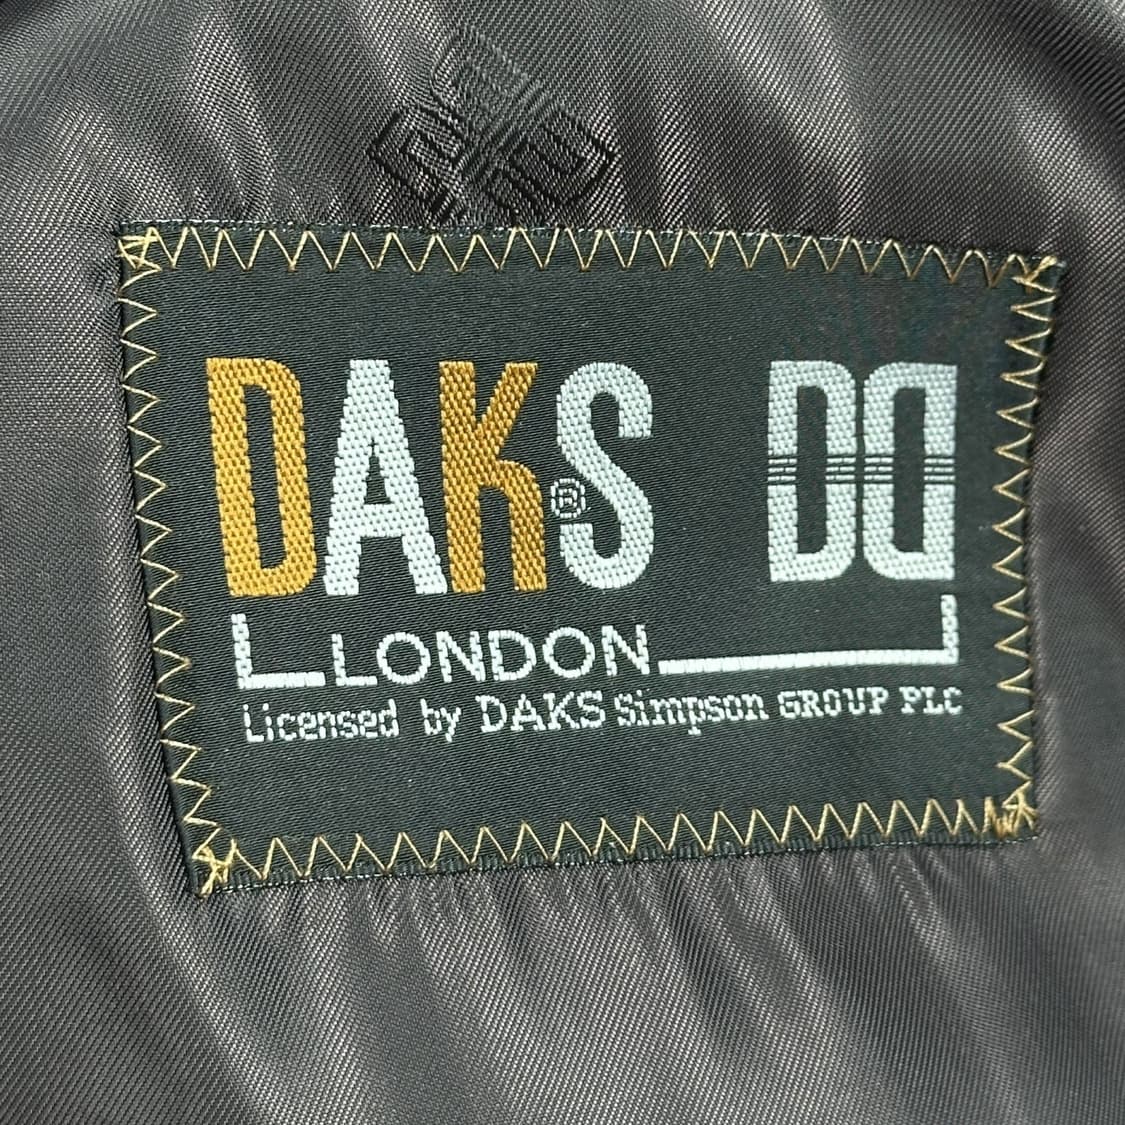 DAKS® DD
LONDON
Licensed by DAKS Simpson GROUP PLC